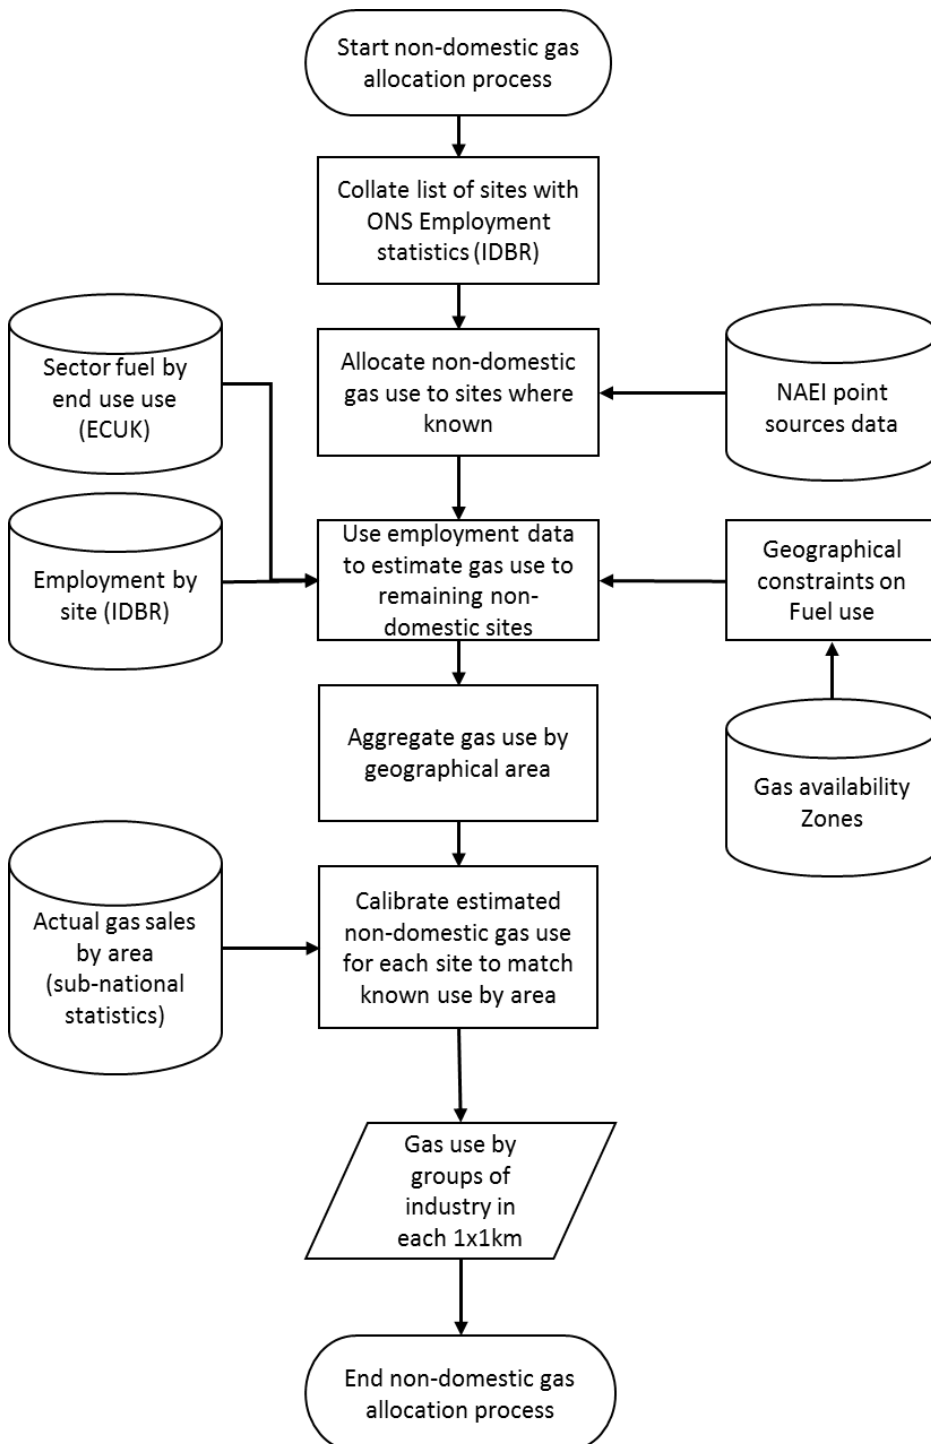 Start non-domestic gas
allocation process
Collate list of sites with
ONS Employment
statistics (IDBR)
Sector fuel by
end use use
(ECUK)
Allocate non-domestic
gas use to sites where
known
NAEI point
sources data
Employment by
site (IDBR)
Use employment data
to estimate gas use to
remaining non-
domestic sites
Geographical
constraints on
Fuel use
Aggregate gas use by
geographical area
Gas availability
Zones
Actual gas sales
by area
(sub-national
statistics)
Calibrate estimated
non-domestic gas use
for each site to match
known use by area
Gas use by
groups of
industry in
each 1x1km
End non-domestic gas
allocation process